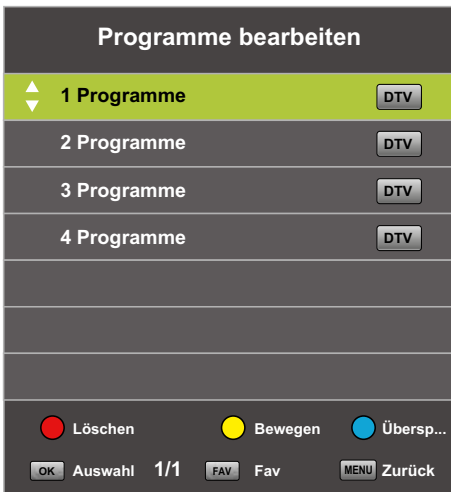 Programme bearbeiten
1 Programme DTV
2 Programme DTV
3 Programme DTV
4 Programme DTV
Löschen Bewegen Übersp...
OK Auswahl 1/1 FAV Fav MENU Zurück